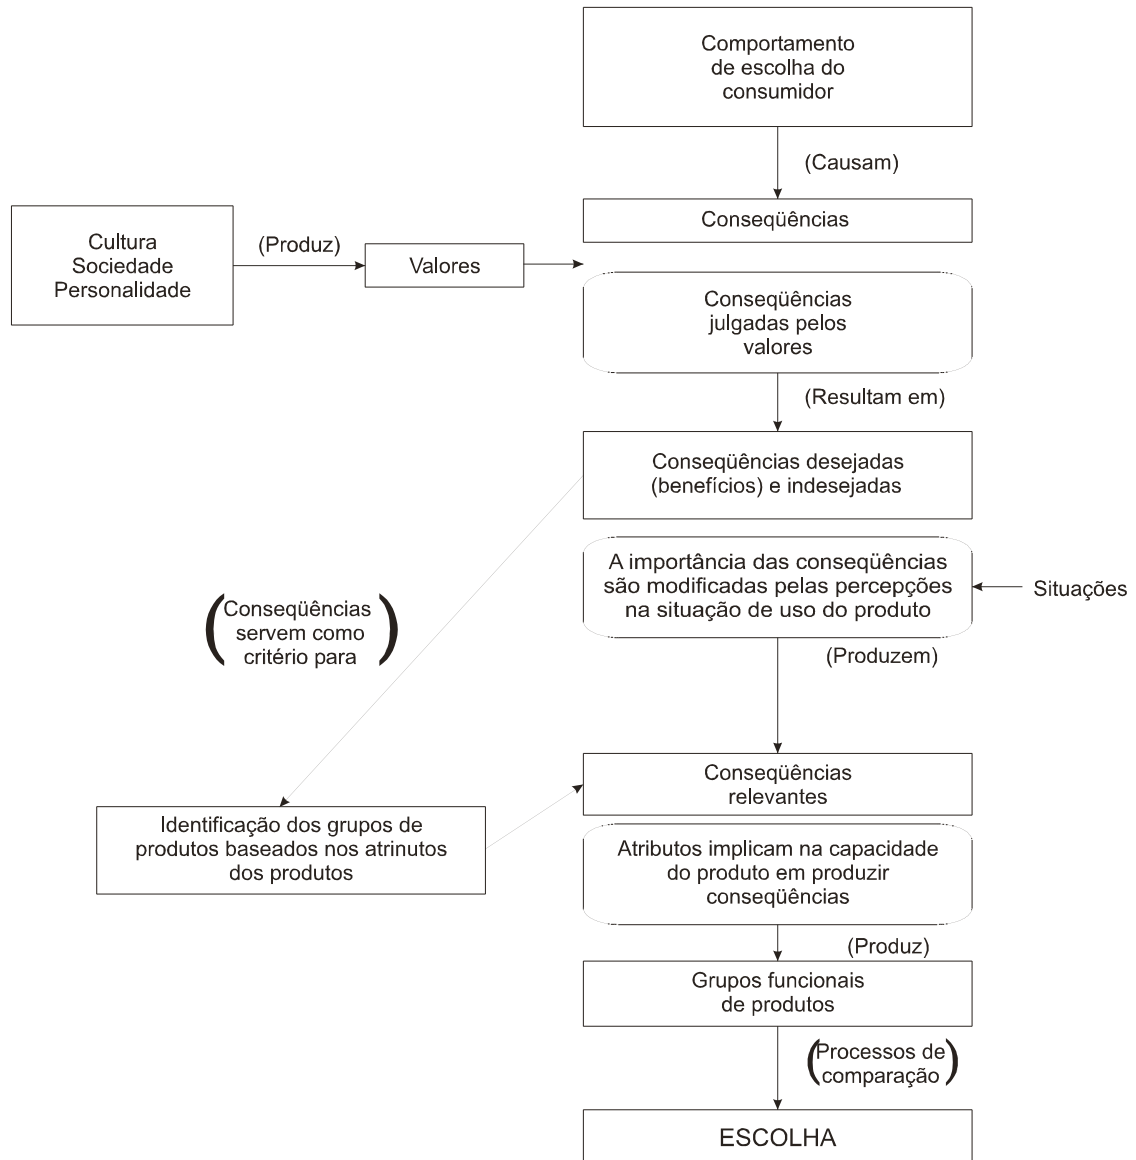 Comportamento
de escolha do
consumidor
(Causam)
Conseqüências
Cultura
Sociedade
Personalidade
(Produz)
Valores
Conseqüências
julgadas pelos
valores
(Resultam em)
Conseqüências desejadas
(benefícios) e indesejadas
A importância das conseqüências
são modificadas pelas percepções
na situação de uso do produto
Situações
(Conseqüências
servem como
critério para)
(Produzem)
Conseqüências
relevantes
Identificação dos grupos de
produtos baseados nos atrinutos
dos produtos
Atributos implicam na capacidade
do produto em produzir
conseqüências
(Produz)
Grupos funcionais
de produtos
(Processos de
comparação)
ESCOLHA